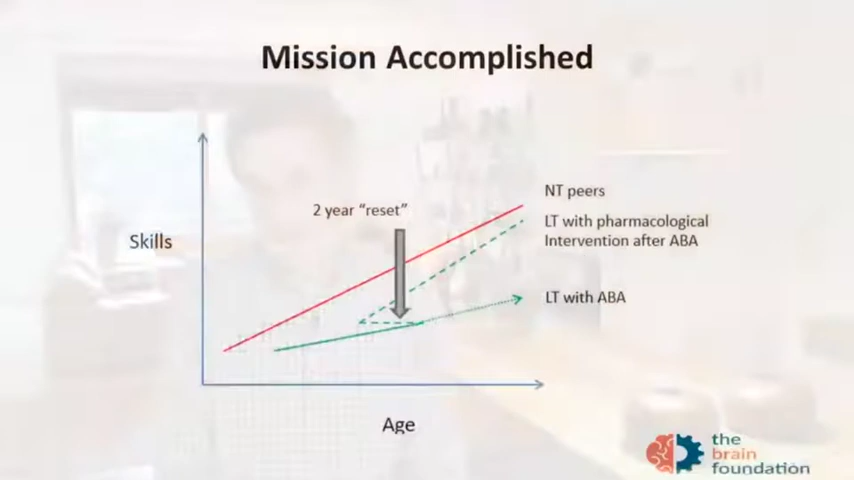 Mission Accomplished
NT peers
2 year “reset”
LT with pharmacological
Intervention after ABA
Skills
LT with ABA
Age
the
brain
foundation